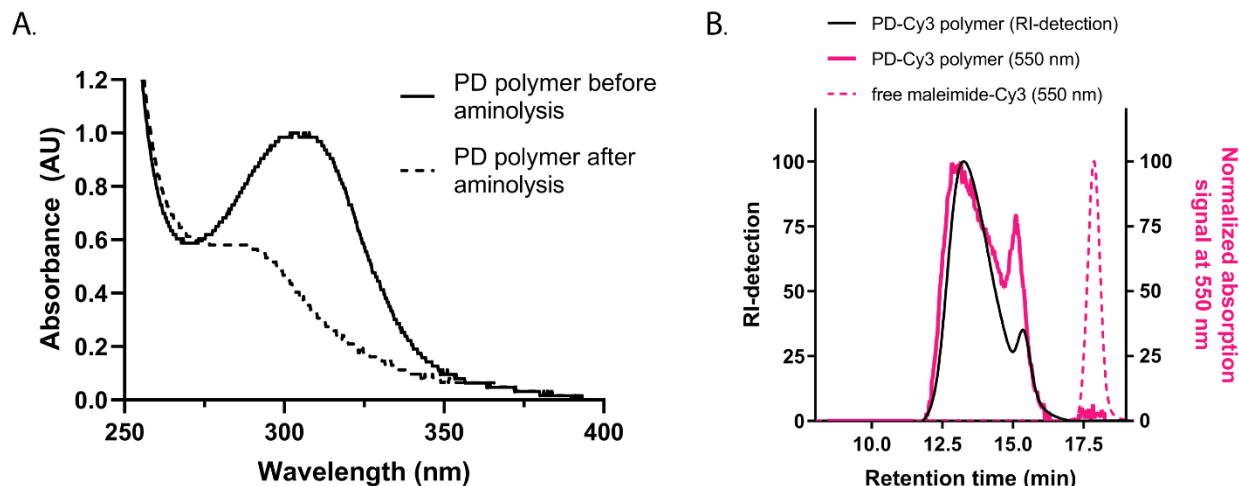 A.
Absorbance (AU)
1.2
1.0
0.8
0.6
0.4
0.2
0.0
250
300
350
400
Wavelength (nm)
PD polymer before
aminolysis
PD polymer after
aminolysis
B.
PD-Cy3 polymer (RI-detection)
PD-Cy3 polymer (550 nm)
free maleimide-Cy3 (550 nm)
RI-detection
100
75
50
25
0
10.0
12.5
15.0
17.5
Retention time (min)
100
75
50
25
0
Normalized absorption
signal at 550 nm